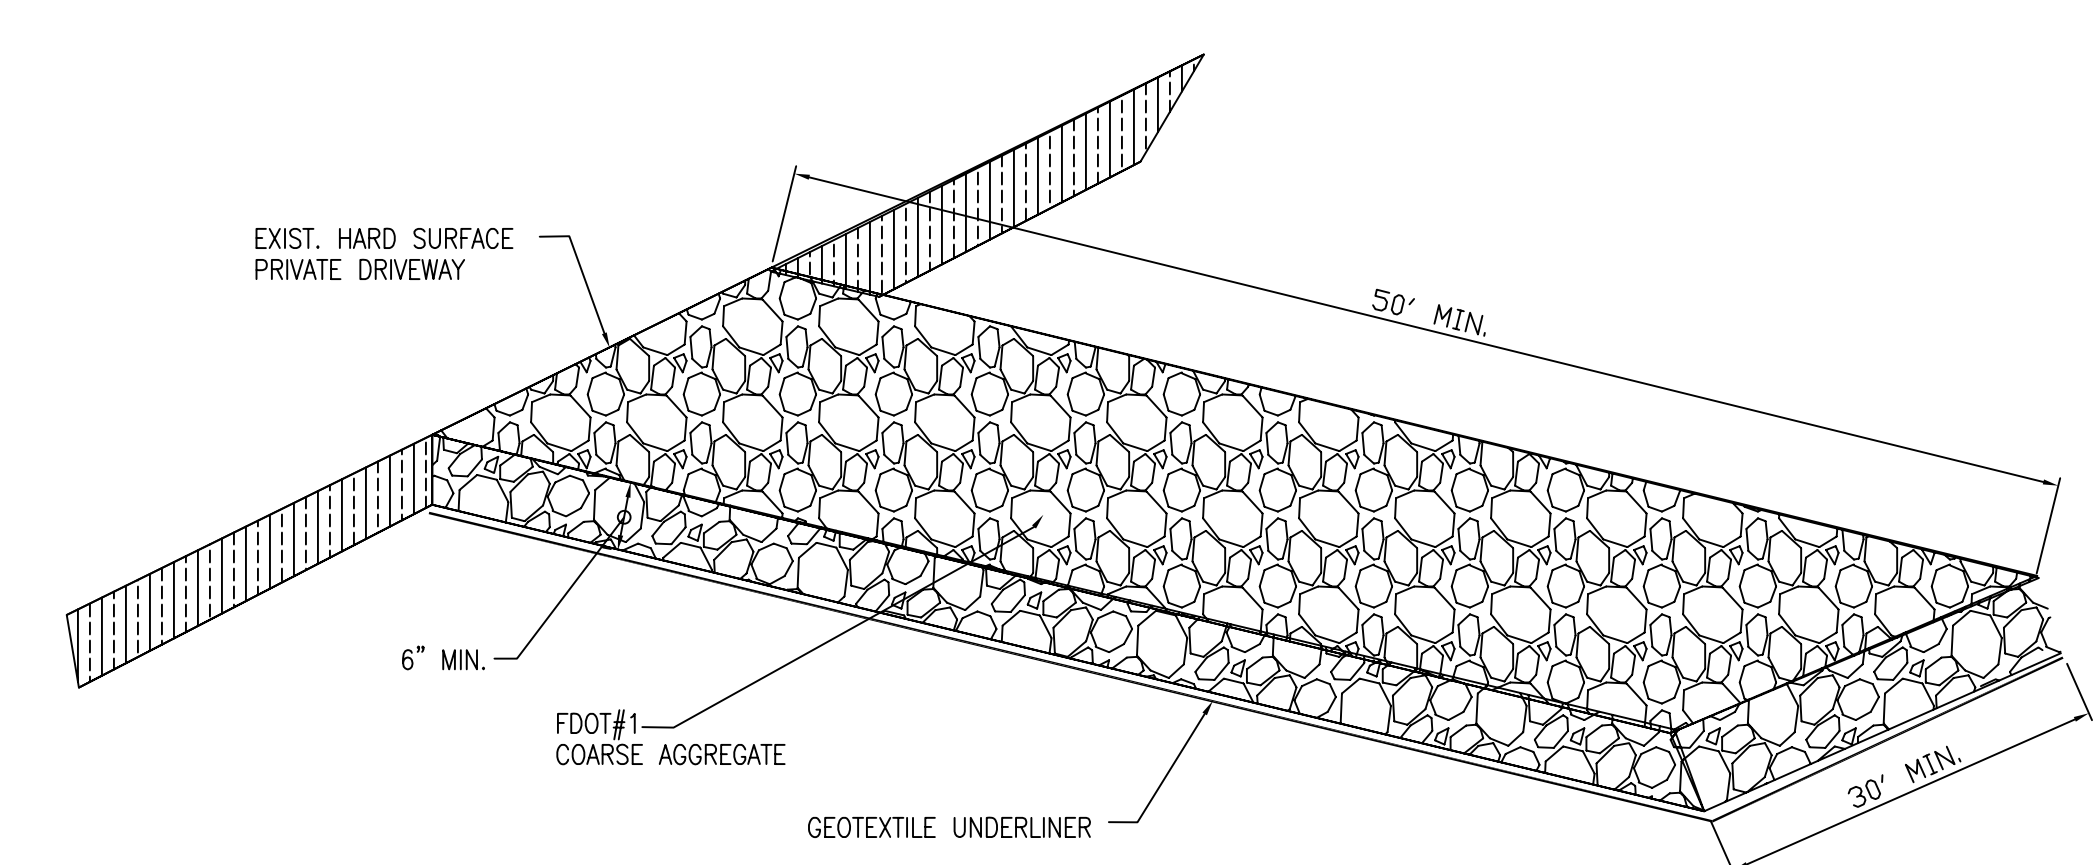 EXIST. HARD SURFACE
PRIVATE DRIVEWAY
50' MIN.
6" MIN.
FDOT#1
COARSE AGGREGATE
GEOTEXTILE UNDERLINER
30' MIN.